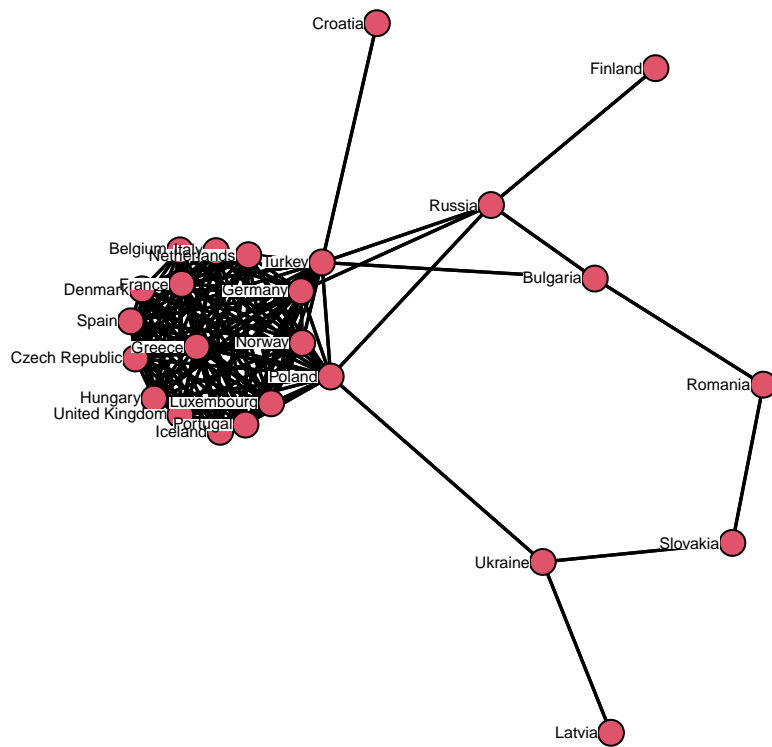 Croatia
Finland
Russia
Belgium
Italy
Netherlands
Turkey
Bulgaria
France
Denmark
Germany
Spain
Greece
Norway
Czech Republic
Poland
Romania
Hungary
Luxembourg
United Kingdom
Portugal
Iceland
Slovakia
Ukraine
Latvia